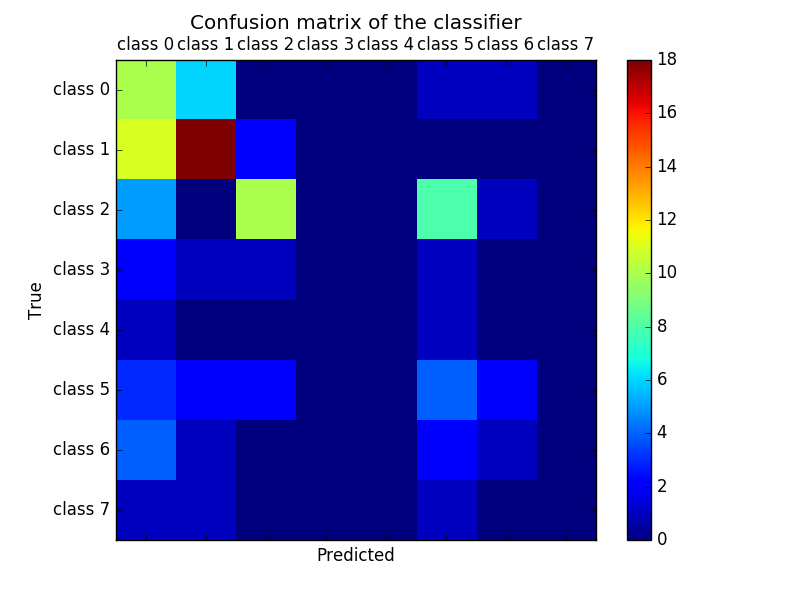 Confusion matrix of the classifier
class 0 class 1 class 2 class 3 class 4 class 5 class 6 class 7
class 0
class 1
class 2
class 3
class 4
class 5
class 6
class 7
True
Predicted
18
16
14
12
10
8
6
4
2
0